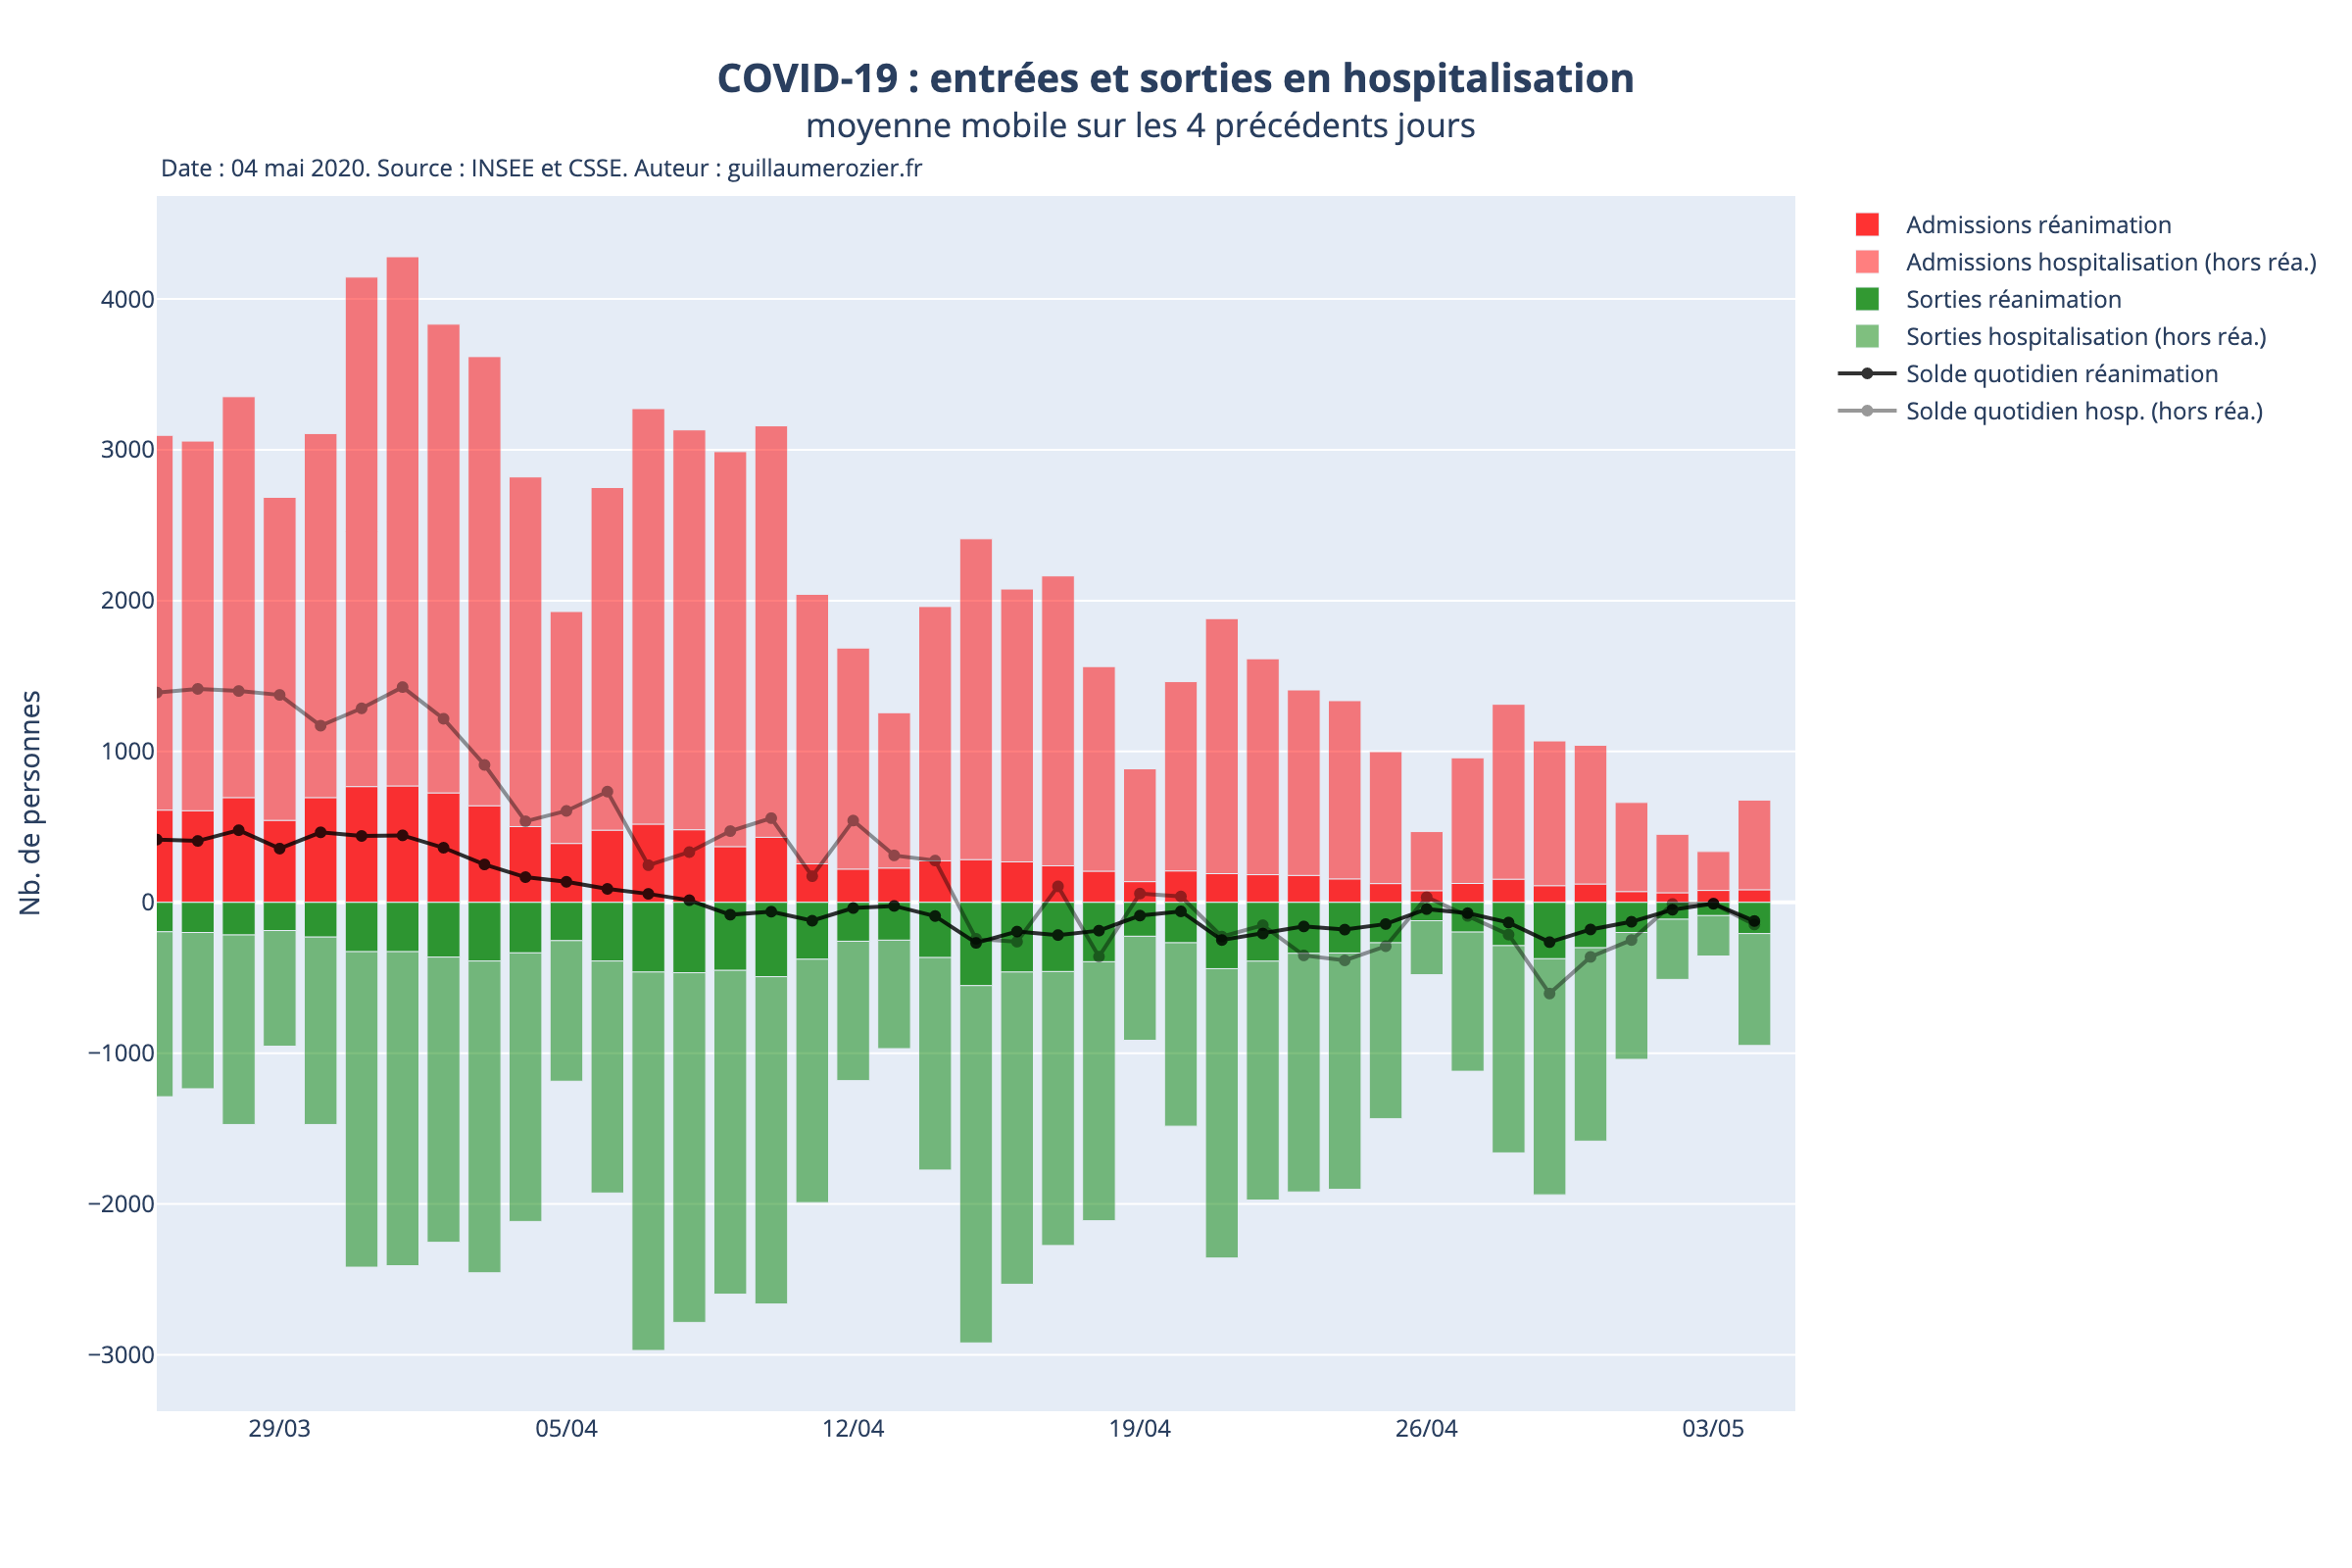 COVID-19 : entrées et sorties en hospitalisation
moyenne mobile sur les 4 précédents jours
Date : 04 mai 2020. Source : INSEE et CSSE. Auteur : guillaumerozier.fr
Admissions réanimation
Admissions hospitalisation (hors réa.)
Sorties réanimation
Sorties hospitalisation (hors réa.)
Solde quotidien réanimation
Solde quotidien hosp. (hors réa.)
Nb. de personnes
4000
3000
2000
1000
0
−1000
−2000
−3000
29/03 05/04 12/04 19/04 26/04 03/05